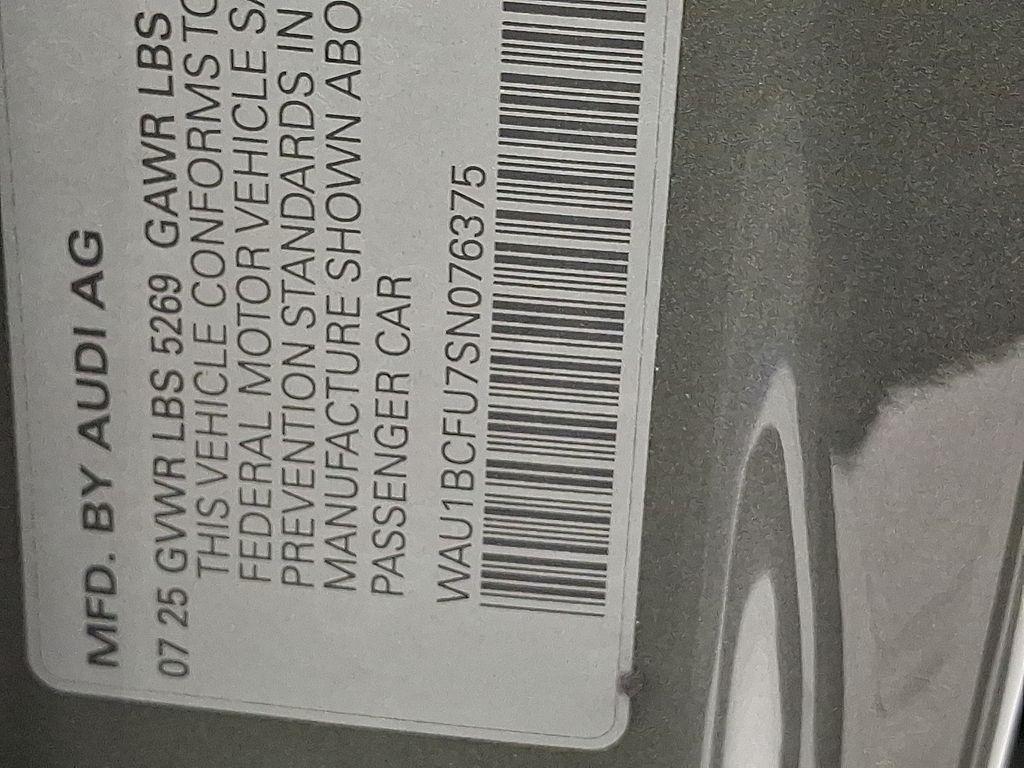 MFD. BY AUDI AG
07 25 GVWR LBS 5269 GAWR LBS
THIS VEHICLE CONFORMS TO
FEDERAL MOTOR VEHICLE SA
PREVENTION STANDARDS IN
MANUFACTURE SHOWN ABO
PASSENGER CAR
WAU1BCFU7SN076375